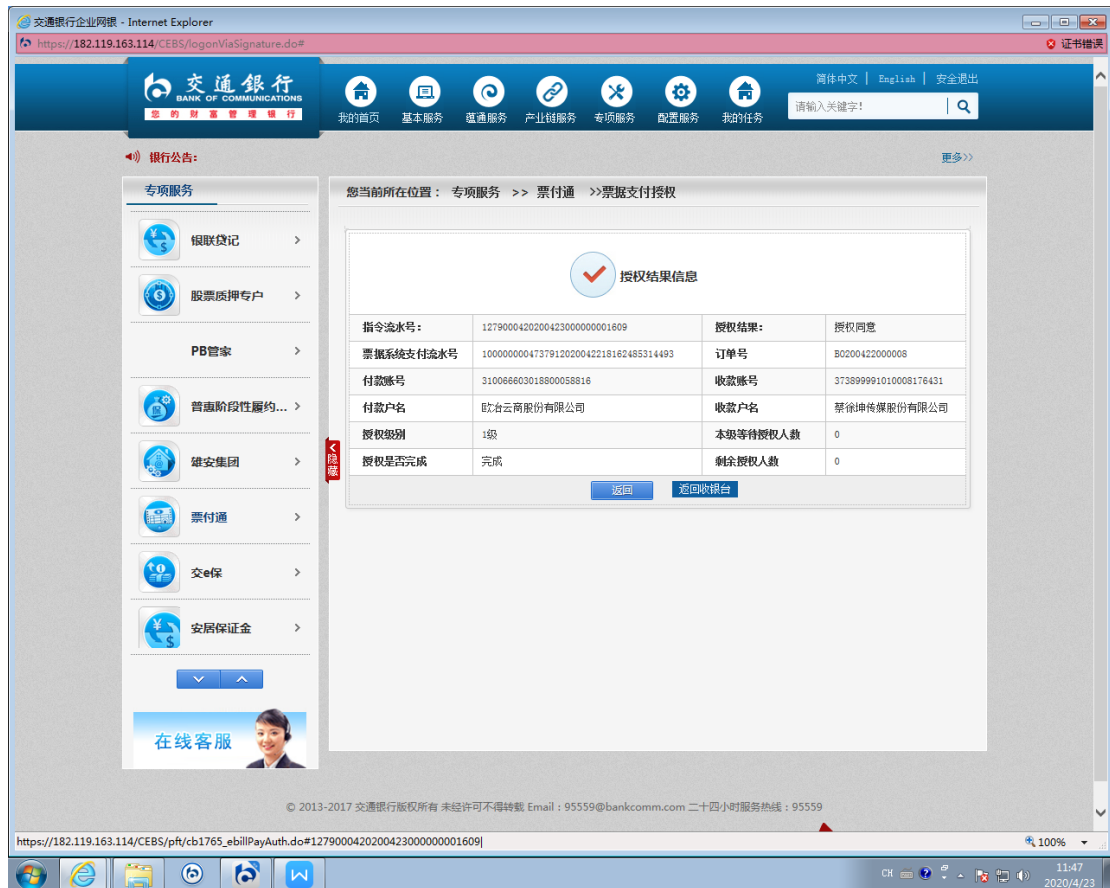 交通银行企业网银 - Internet Explorer
https://182.119.163.114/CEBS/logonViaSignature.do#
证书错误
交通銀行
BANK OF COMMUNICATIONS
您的财富管理银行
我的首页 基本服务 蕴通服务 产业链服务 专项服务 配置服务 我的任务
简体中文 | English | 安全退出
请输入关键字!
银行公告:
更多>>
专项服务
您当前所在位置： 专项服务 >> 票付通 >>票据支付授权
银联贷记
股票质押专户
PB管家
普惠阶段性履约...
雄安集团
票付通
交e保
安居保证金
隐藏
授权结果信息
指令流水号: 1279000420200423000000001609 授权结果: 授权同意
票据系统支付流水号 1000000004737912020042218162485314493 订单号 B0200422000008
付款账号 310066603018800058816 收款账号 373899991010008176431
付款户名 欧冶云商股份有限公司 收款户名 蔡徐坤传媒股份有限公司
授权级别 1级 本级等待授权人数 0
授权是否完成 完成 剩余授权人数 0
返回 返回收银台
在线客服
© 2013-2017 交通银行版权所有 未经许可不得转载 Email : 95559@bankcomm.com 二十四小时服务热线 : 95559
https://182.119.163.114/CEBS/pft/cb1765_ebillPayAuth.do#1279000420200423000000001609
100%
CH
11:47
2020/4/23